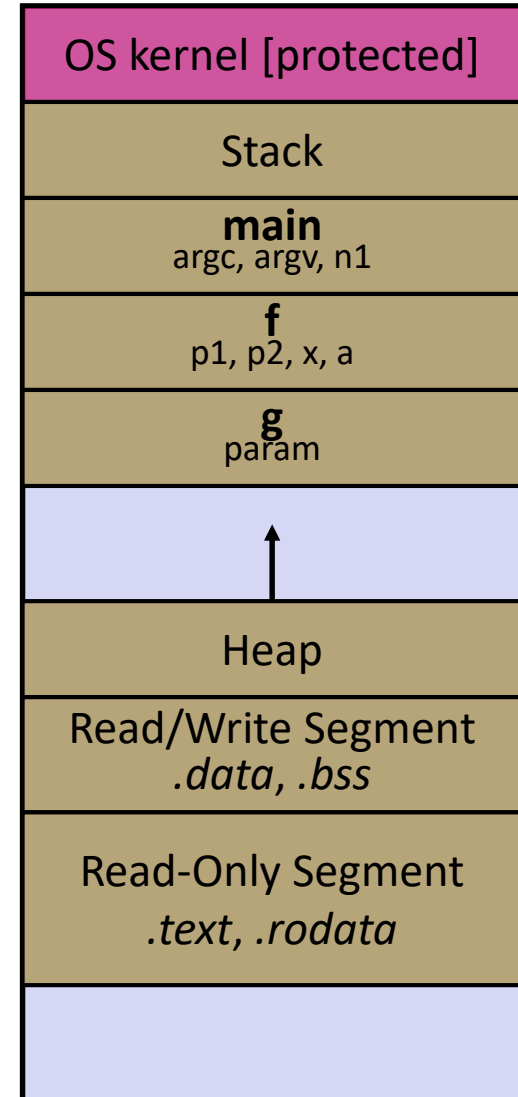 OS kernel [protected]
Stack
main
argc, argv, n1
f
p1, p2, x, a
g
param
Heap
Read/Write Segment
.data, .bss
Read-Only Segment
.text, .rodata